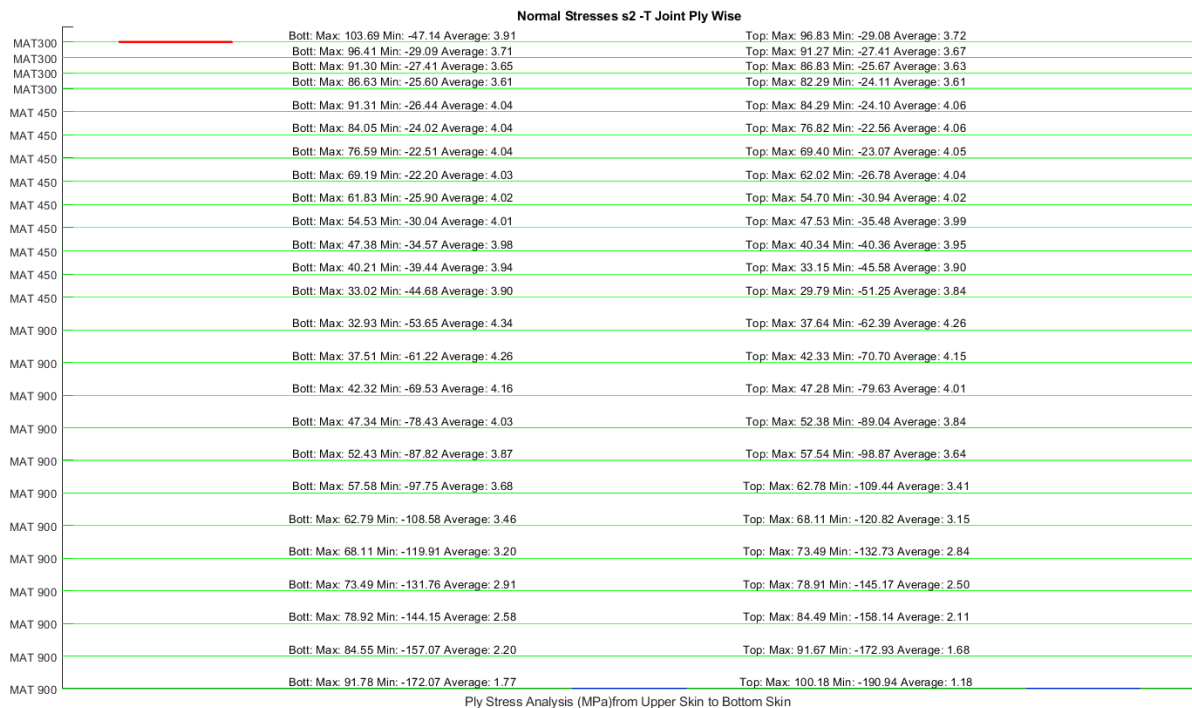 Normal Stresses s2 -T Joint Ply Wise
MAT300 Bott: Max: 103.69 Min: -47.14 Average: 3.91 Top: Max: 96.83 Min: -29.08 Average: 3.72
MAT300 Bott: Max: 96.41 Min: -29.09 Average: 3.71 Top: Max: 91.27 Min: -27.41 Average: 3.67
MAT300 Bott: Max: 91.30 Min: -27.41 Average: 3.65 Top: Max: 86.83 Min: -25.67 Average: 3.63
MAT300 Bott: Max: 86.63 Min: -25.60 Average: 3.61 Top: Max: 82.29 Min: -24.11 Average: 3.61
MAT 450 Bott: Max: 91.31 Min: -26.44 Average: 4.04 Top: Max: 84.29 Min: -24.10 Average: 4.06
MAT 450 Bott: Max: 84.05 Min: -24.02 Average: 4.04 Top: Max: 76.82 Min: -22.56 Average: 4.06
MAT 450 Bott: Max: 76.59 Min: -22.51 Average: 4.04 Top: Max: 69.40 Min: -23.07 Average: 4.05
MAT 450 Bott: Max: 69.19 Min: -22.20 Average: 4.03 Top: Max: 62.02 Min: -26.78 Average: 4.04
MAT 450 Bott: Max: 61.83 Min: -25.90 Average: 4.02 Top: Max: 54.70 Min: -30.94 Average: 4.02
MAT 450 Bott: Max: 54.53 Min: -30.04 Average: 4.01 Top: Max: 47.53 Min: -35.48 Average: 3.99
MAT 450 Bott: Max: 47.38 Min: -34.57 Average: 3.98 Top: Max: 40.34 Min: -40.36 Average: 3.95
MAT 450 Bott: Max: 40.21 Min: -39.44 Average: 3.94 Top: Max: 33.15 Min: -45.58 Average: 3.90
MAT 450 Bott: Max: 33.02 Min: -44.68 Average: 3.90 Top: Max: 29.79 Min: -51.25 Average: 3.84
MAT 900 Bott: Max: 32.93 Min: -53.65 Average: 4.34 Top: Max: 37.64 Min: -62.39 Average: 4.26
MAT 900 Bott: Max: 37.51 Min: -61.22 Average: 4.26 Top: Max: 42.33 Min: -70.70 Average: 4.15
MAT 900 Bott: Max: 42.32 Min: -69.53 Average: 4.16 Top: Max: 47.28 Min: -79.63 Average: 4.01
MAT 900 Bott: Max: 47.34 Min: -78.43 Average: 4.03 Top: Max: 52.38 Min: -89.04 Average: 3.84
MAT 900 Bott: Max: 52.43 Min: -87.82 Average: 3.87 Top: Max: 57.54 Min: -98.87 Average: 3.64
MAT 900 Bott: Max: 57.58 Min: -97.75 Average: 3.68 Top: Max: 62.78 Min: -109.44 Average: 3.41
MAT 900 Bott: Max: 62.79 Min: -108.58 Average: 3.46 Top: Max: 68.11 Min: -120.82 Average: 3.15
MAT 900 Bott: Max: 68.11 Min: -119.91 Average: 3.20 Top: Max: 73.49 Min: -132.73 Average: 2.84
MAT 900 Bott: Max: 73.49 Min: -131.76 Average: 2.91 Top: Max: 78.91 Min: -145.17 Average: 2.50
MAT 900 Bott: Max: 78.92 Min: -144.15 Average: 2.58 Top: Max: 84.49 Min: -158.14 Average: 2.11
MAT 900 Bott: Max: 84.55 Min: -157.07 Average: 2.20 Top: Max: 91.67 Min: -172.93 Average: 1.68
MAT 900 Bott: Max: 91.78 Min: -172.07 Average: 1.77 Top: Max: 100.18 Min: -190.94 Average: 1.18
Ply Stress Analysis (MPa)from Upper Skin to Bottom Skin